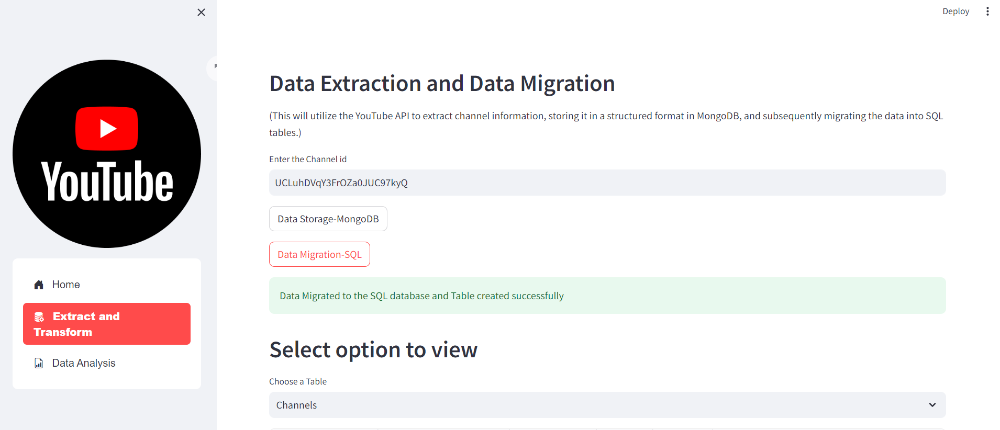 Deploy
YouTube
Home
Extract and
Transform
Data Analysis
Data Extraction and Data Migration
(This will utilize the YouTube API to extract channel information, storing it in a structured format in MongoDB, and subsequently migrating the data into SQL
tables.)
Enter the Channel id
UCLuhDVqY3FrOZa0JUC97kyQ
Data Storage-MongoDB
Data Migration-SQL
Data Migrated to the SQL database and Table created successfully
Select option to view
Choose a Table
Channels